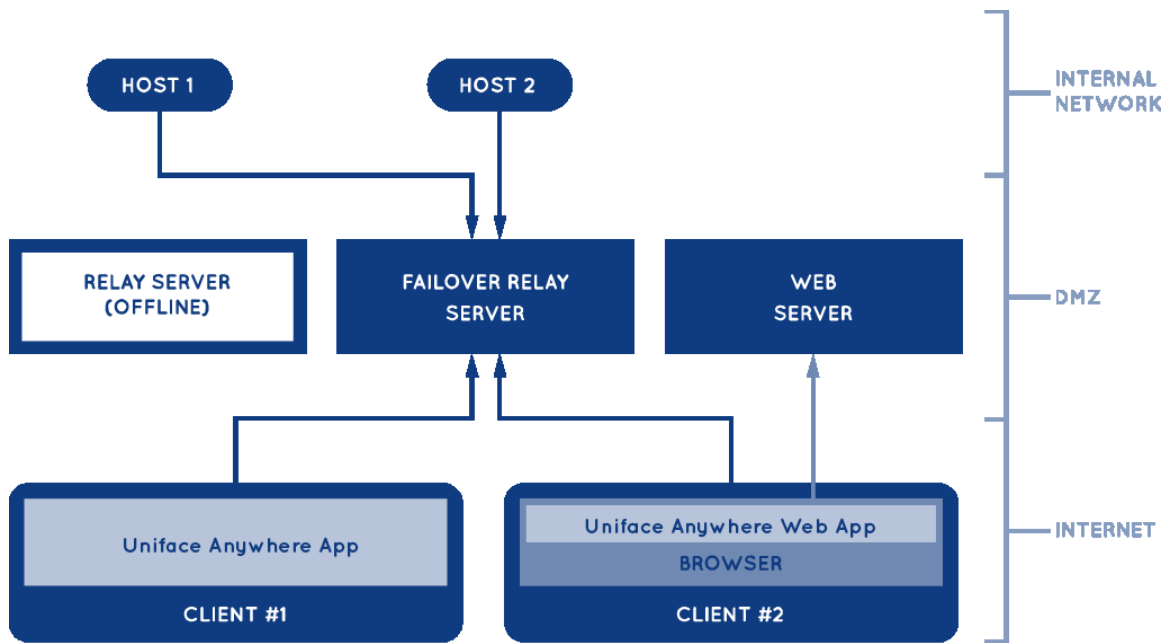 HOST 1
HOST 2
INTERNAL
NETWORK
RELAY SERVER
(OFFLINE)
FAILOVER RELAY
SERVER
WEB
SERVER
DMZ
Uniface Anywhere App
CLIENT #1
Uniface Anywhere Web App
BROWSER
CLIENT #2
INTERNET